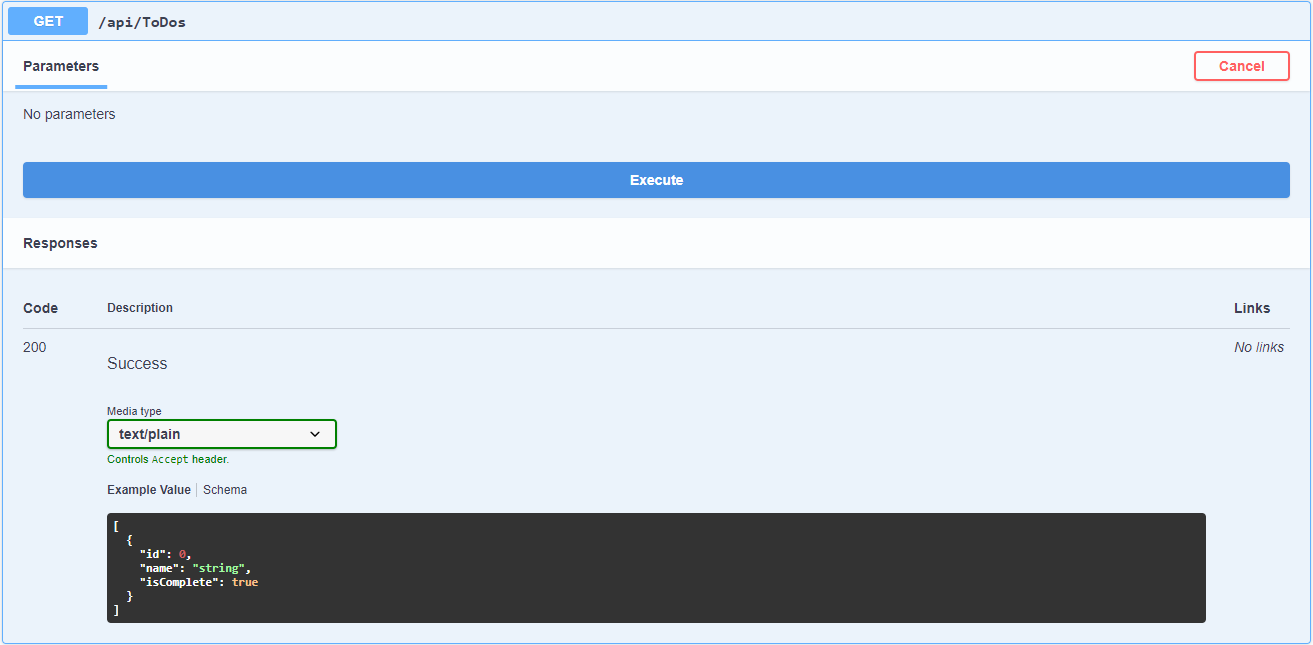 GET /api/ToDos
Parameters
Cancel
No parameters
Execute
Responses
Code Description Links
200 Success No links
Media type
text/plain
Controls Accept header.
Example Value Schema
[
  {
    "id": 0,
    "name": "string",
    "isComplete": true
  }
]